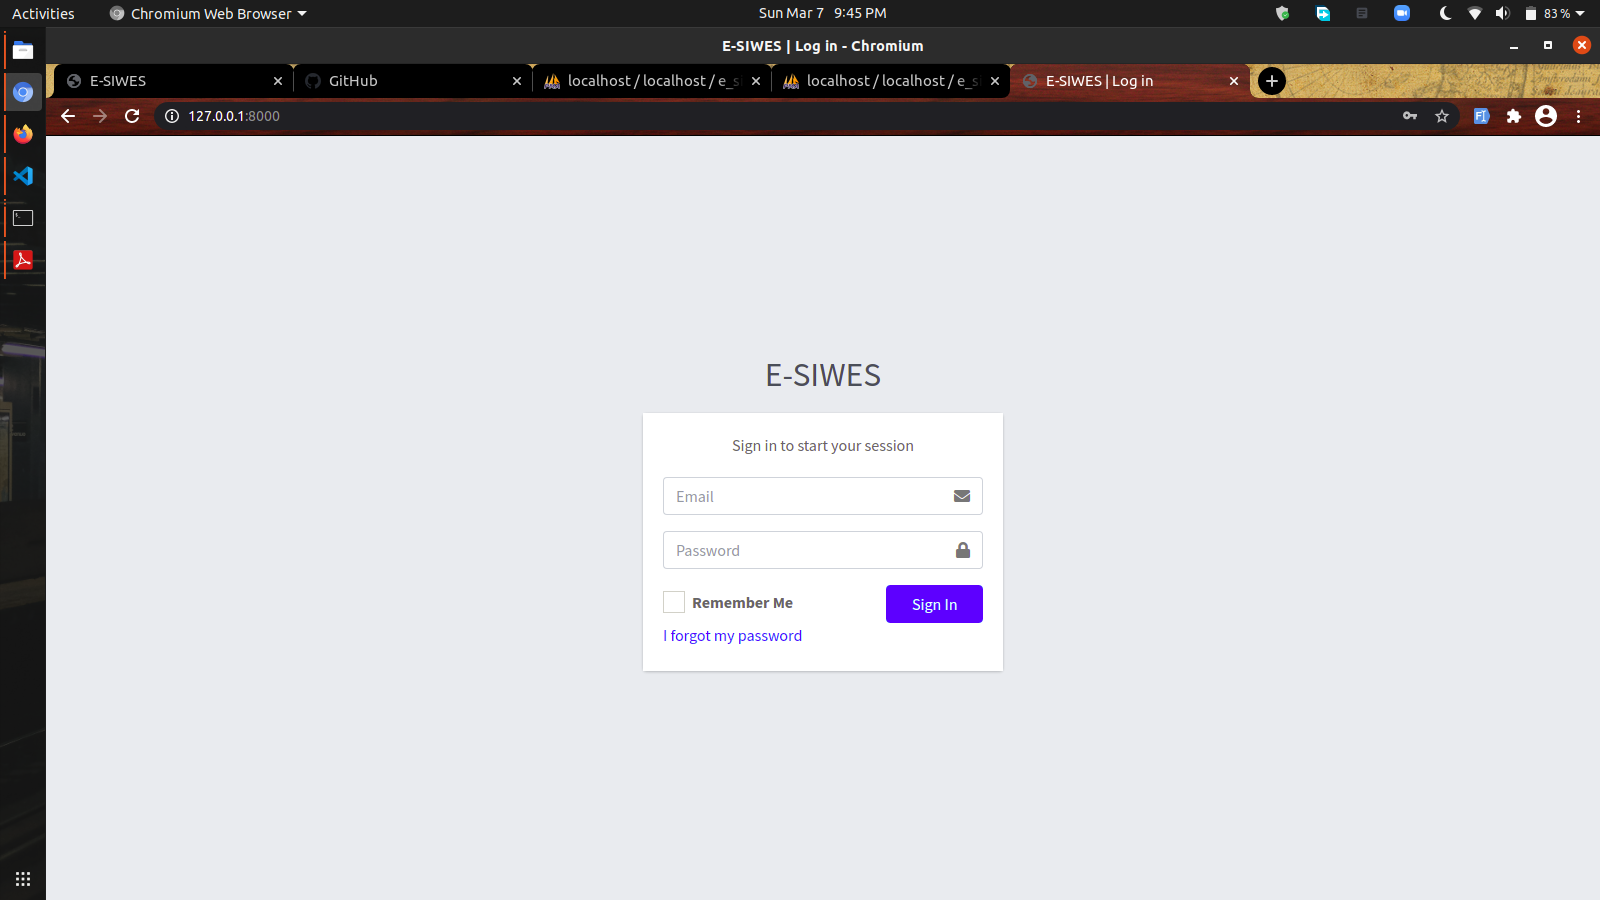 Activities
Chromium Web Browser
Sun Mar 7 9:45 PM
83 %
E-SIWES | Log in - Chromium
E-SIWES
GitHub
localhost / localhost / e_s
localhost / localhost / e_s
E-SIWES | Log in
127.0.0.1:8000
E-SIWES
Sign in to start your session
Email
Password
Remember Me
Sign In
I forgot my password